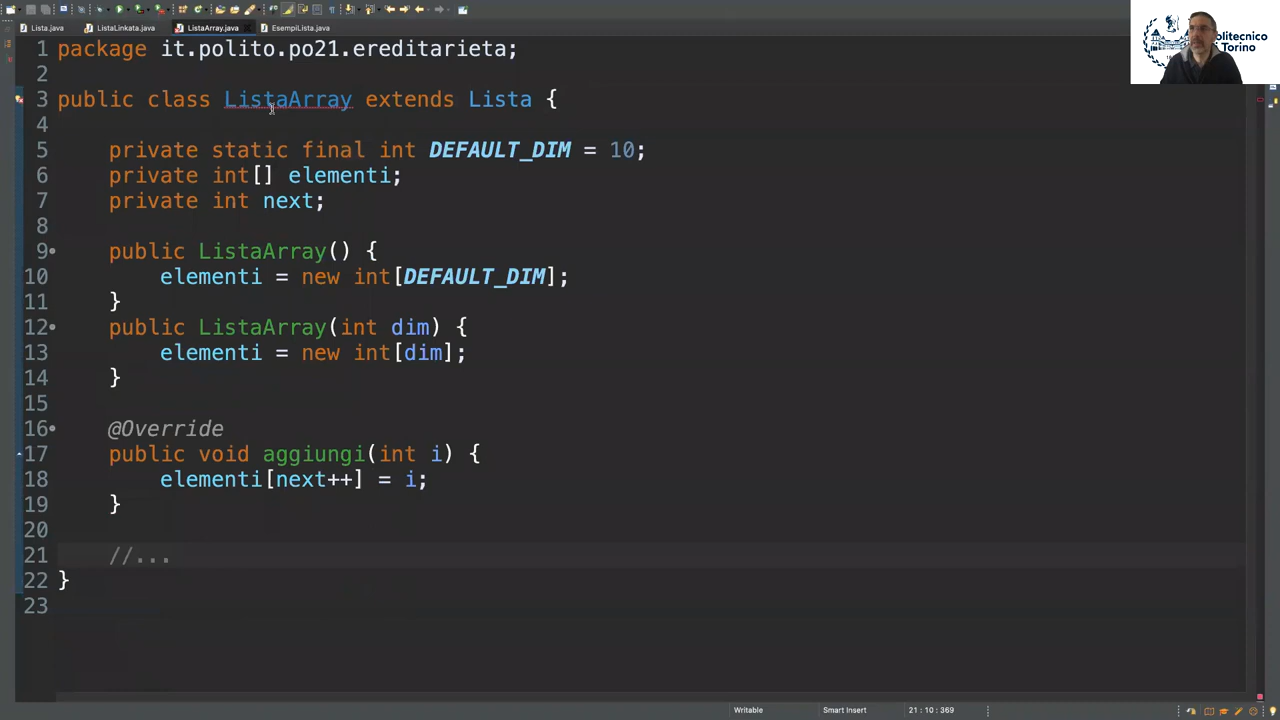 Lista.java ListaLinkata.java ListaArray.java EsempiLista.java
Politecnico
di Torino
1 package it.polito.po21.ereditarieta;
2
3 public class ListaArray extends Lista {
4
5 private static final int DEFAULT_DIM = 10;
6 private int[] elementi;
7 private int next;
8
9 public ListaArray() {
10 elementi = new int[DEFAULT_DIM];
11 }
12 public ListaArray(int dim) {
13 elementi = new int[dim];
14 }
15
16 @Override
17 public void aggiungi(int i) {
18 elementi[next++] = i;
19 }
20
21 //...
22 }
23
Writable Smart Insert 21 : 10 : 369